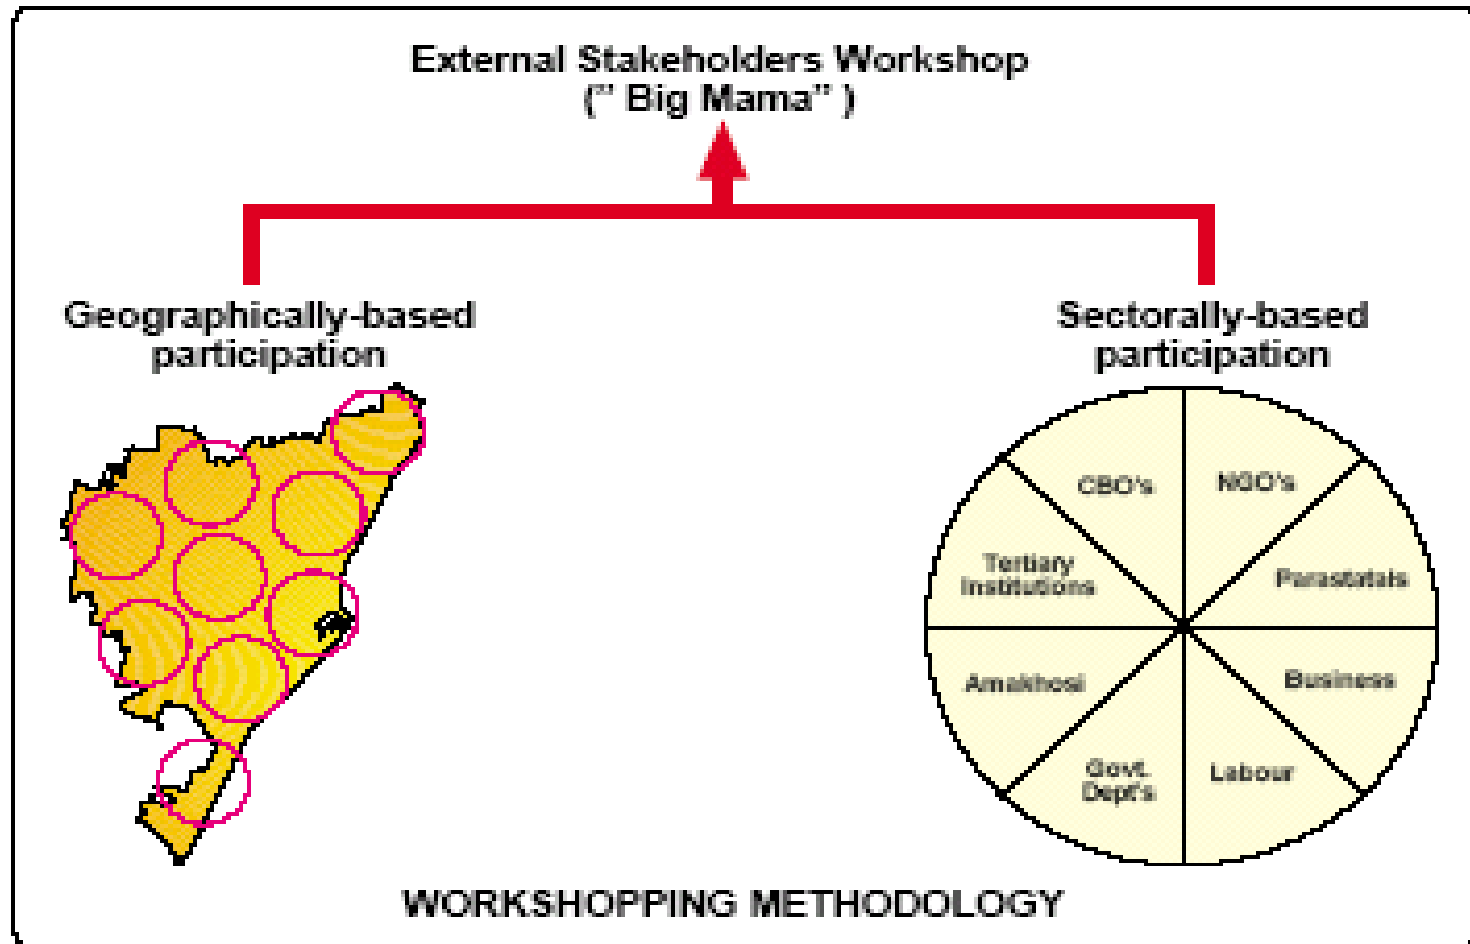 External Stakeholders Workshop
(" Big Mama" )
Geographically-based
participation
Sectorally-based
participation
CBO's
NGO's
Tertiary
Institutions
Parastatals
Amakhosi
Business
Govt.
Dept's
Labour
WORKSHOPPING METHODOLOGY